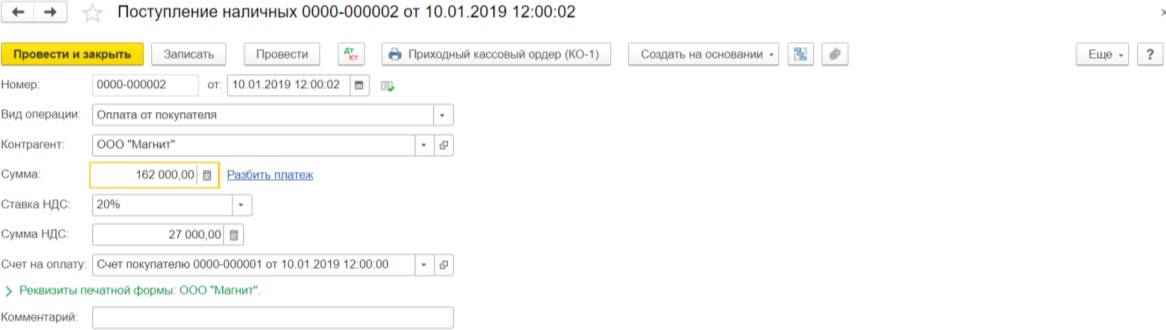 Поступление наличных 0000-000002 от 10.01.2019 12:00:02
Провести и закрыть Записать Провести Дт Кт Приходный кассовый ордер (КО-1) Создать на основании Еще ?
Номер: 0000-000002 от: 10.01.2019 12:00:02
Вид операции: Оплата от покупателя
Контрагент: ООО "Магнит"
Сумма: 162 000,00 Разбить платеж
Ставка НДС: 20%
Сумма НДС: 27 000,00
Счет на оплату: Счет покупателю 0000-000001 от 10.01.2019 12:00:00
Реквизиты печатной формы: ООО "Магнит".
Комментарий: